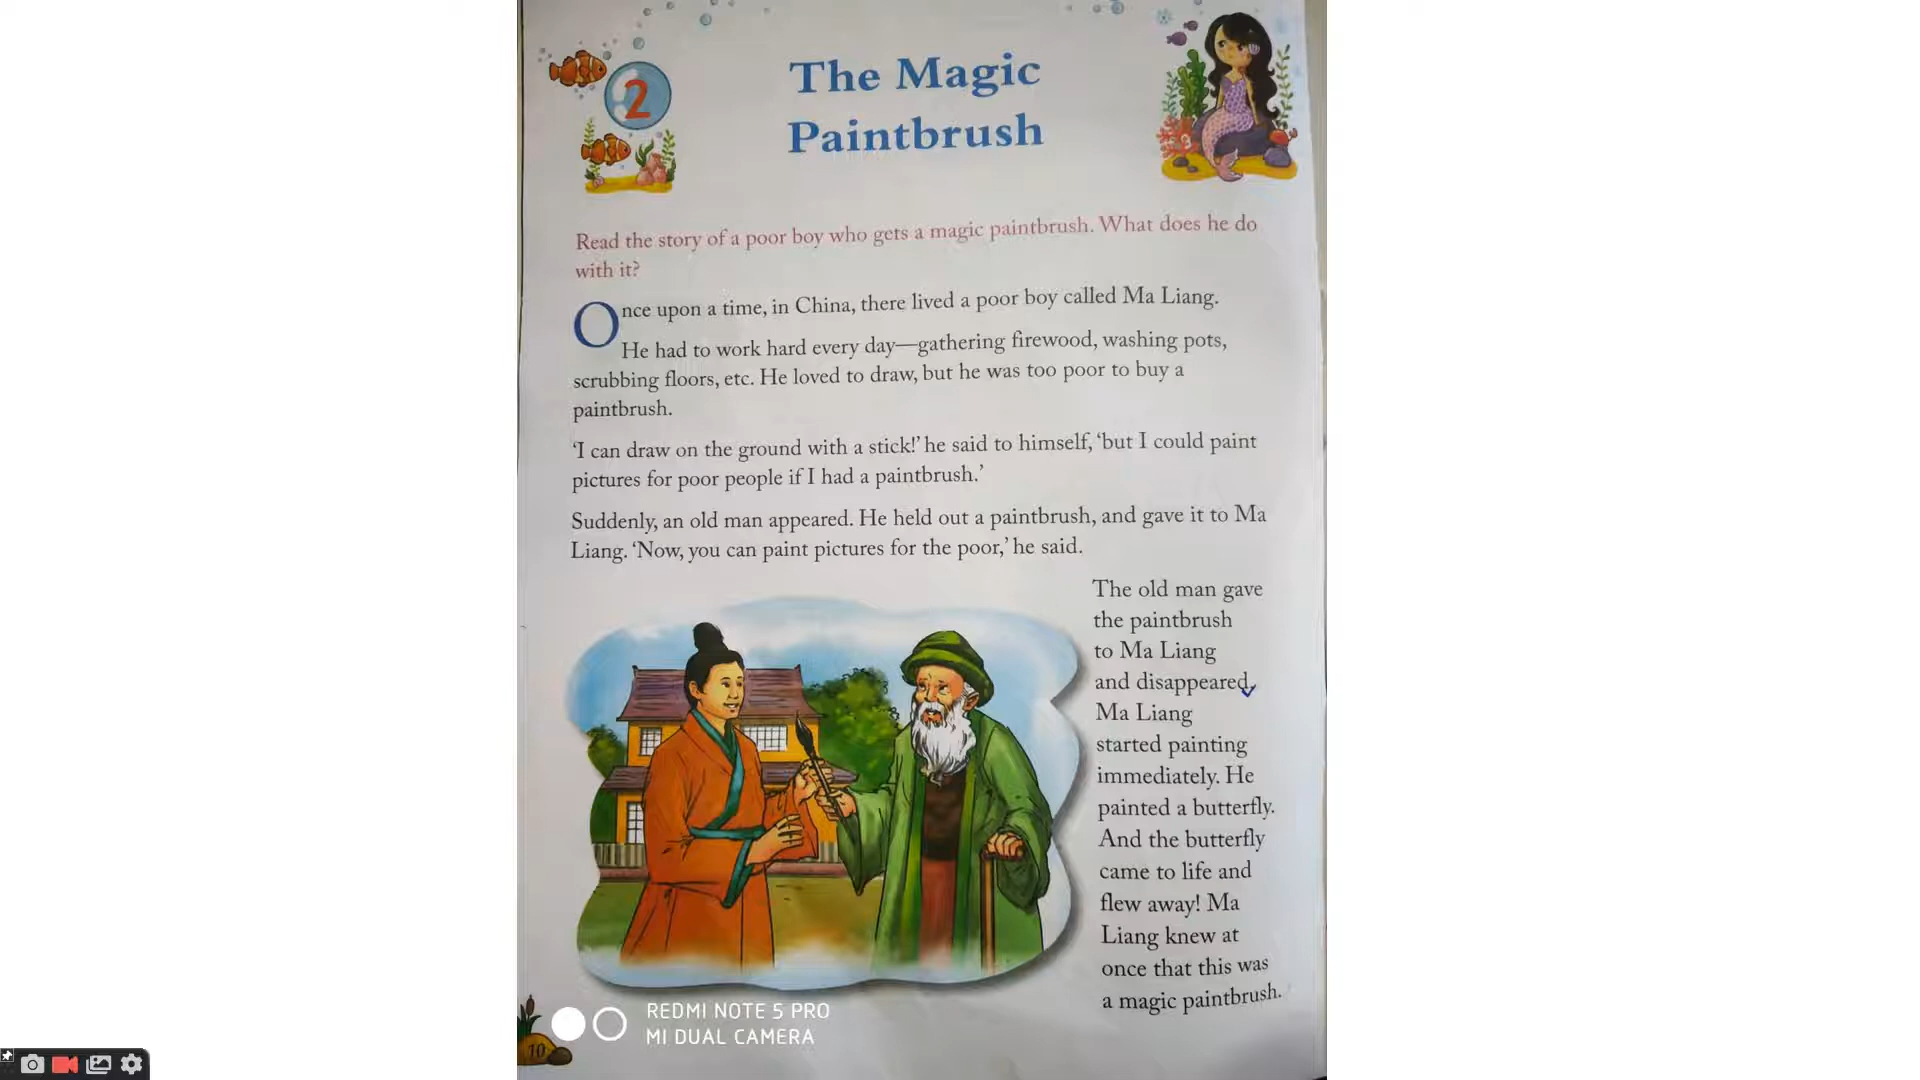 2
The Magic
Paintbrush
Read the story of a poor boy who gets a magic paintbrush. What does he do
with it?
Once upon a time, in China, there lived a poor boy called Ma Liang.
He had to work hard every day—gathering firewood, washing pots,
scrubbing floors, etc. He loved to draw, but he was too poor to buy a
paintbrush.
‘I can draw on the ground with a stick!’ he said to himself, ‘but I could paint
pictures for poor people if I had a paintbrush.’
Suddenly, an old man appeared. He held out a paintbrush, and gave it to Ma
Liang. ‘Now, you can paint pictures for the poor,’ he said.
The old man gave
the paintbrush
to Ma Liang
and disappeared.
Ma Liang
started painting
immediately. He
painted a butterfly.
And the butterfly
came to life and
flew away! Ma
Liang knew at
once that this was
a magic paintbrush.
REDMI NOTE 5 PRO
MI DUAL CAMERA
10